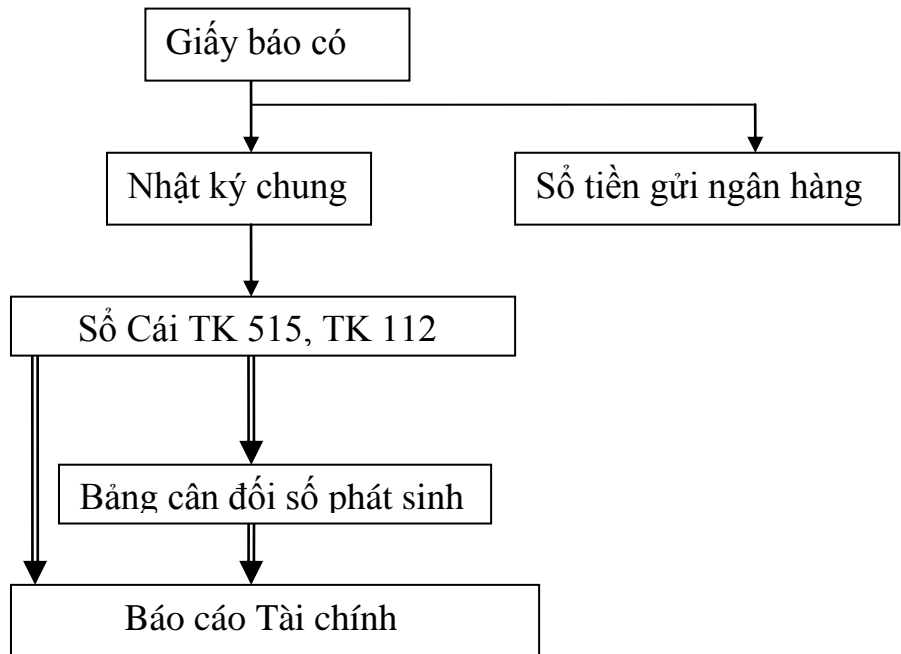 Giấy báo có
Nhật ký chung
Sổ tiền gửi ngân hàng
Sổ Cái TK 515, TK 112
Bảng cân đối số phát sinh
Báo cáo Tài chính